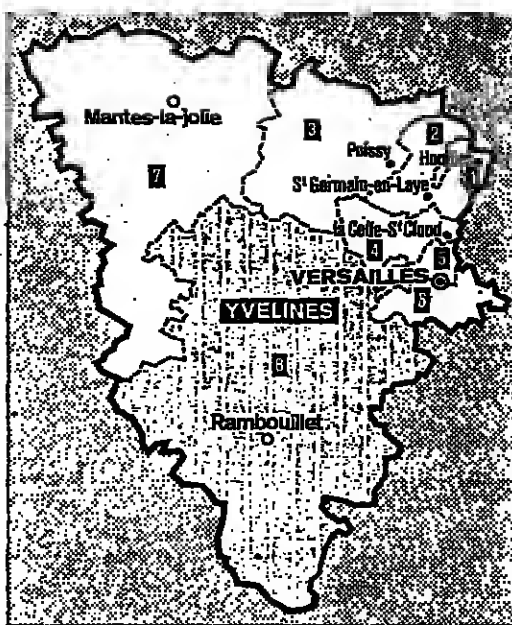 Mantes-la-jolie
3
2
Poissy
1
7
St Germain-en-Laye
la Celle-St Cloud
4
5
VERSAILLES
YVELINES
6
Rambouillet